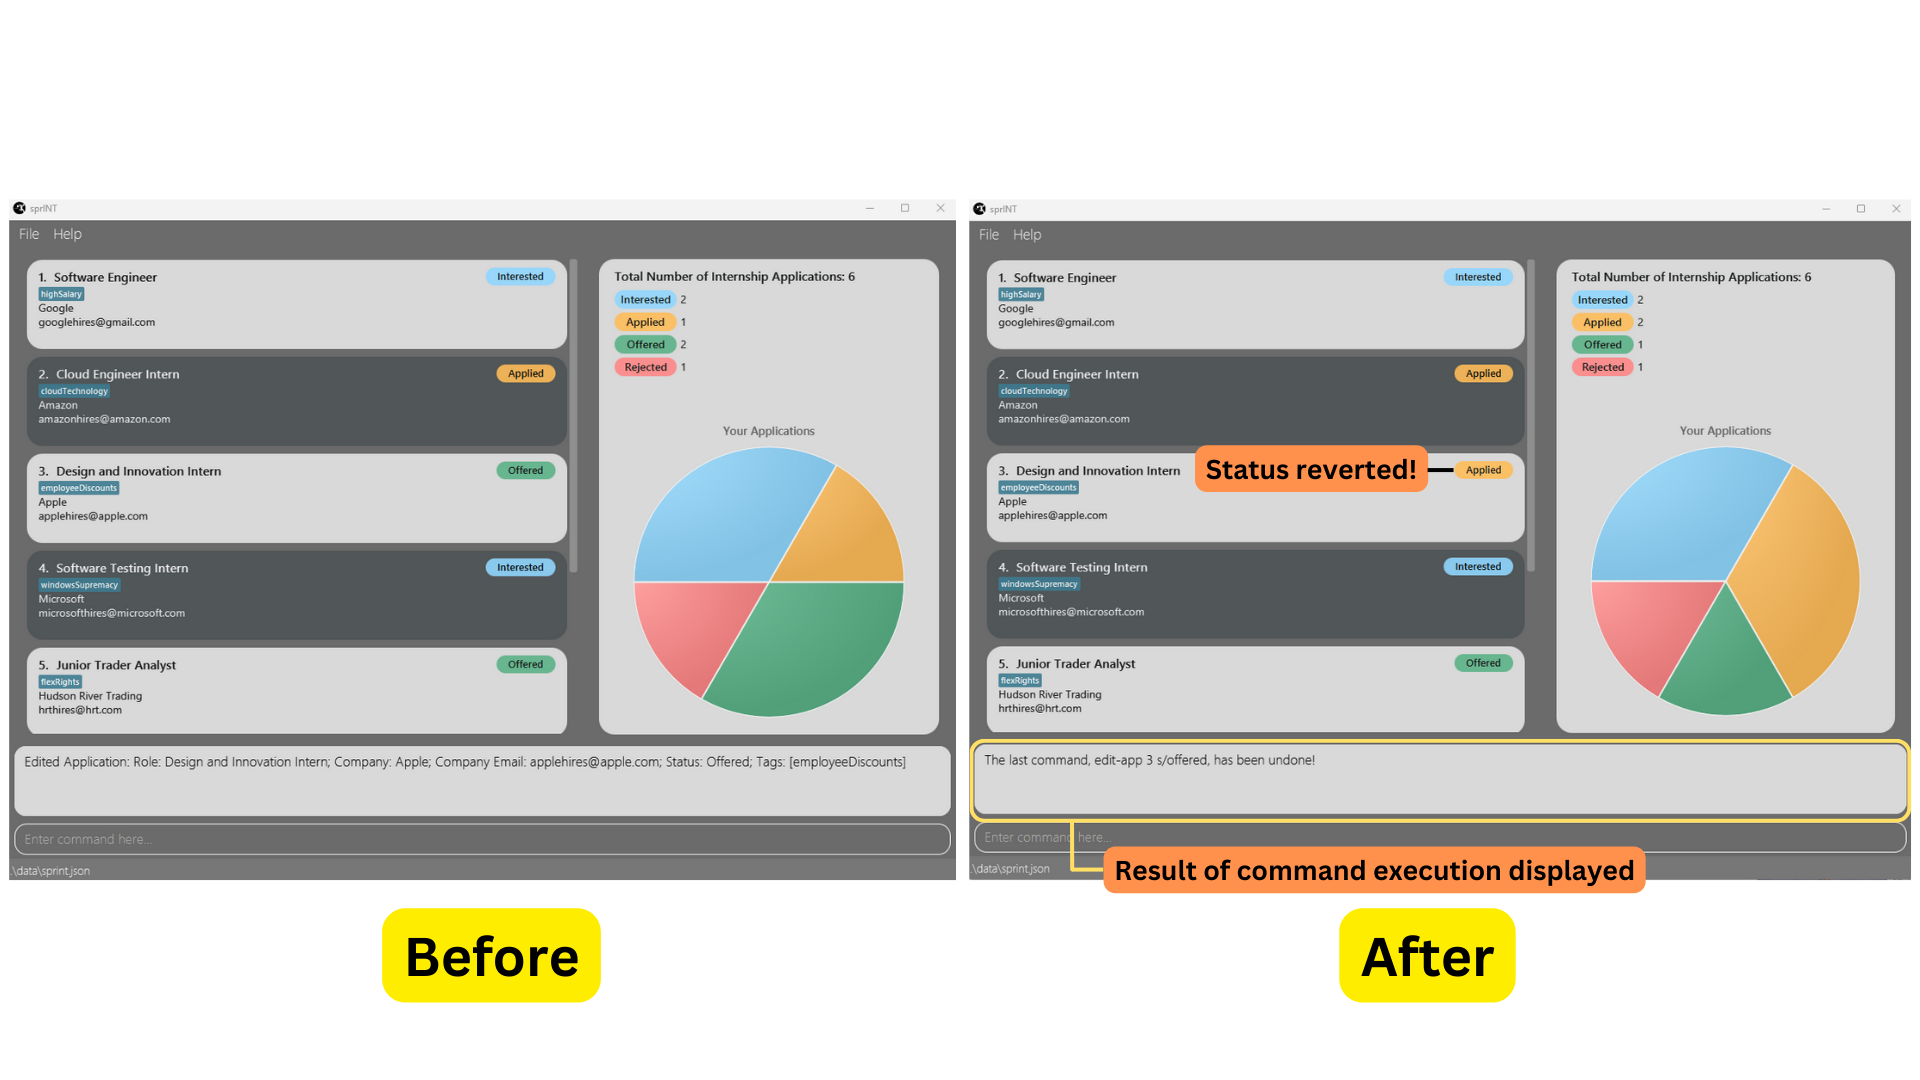 sprINT
File Help
1. Software Engineer
Interested
highSalary
Google
googlehires@gmail.com
2. Cloud Engineer Intern
Applied
cloudTechnology
Amazon
amazonhires@amazon.com
3. Design and Innovation Intern
Offered
employeeDiscounts
Apple
applehires@apple.com
4. Software Testing Intern
Interested
windowsSupremacy
Microsoft
microsofthires@microsoft.com
5. Junior Trader Analyst
Offered
flexRights
Hudson River Trading
hrthires@hrt.com
Total Number of Internship Applications: 6
Interested 2
Applied 1
Offered 2
Rejected 1
Your Applications
Edited Application: Role: Design and Innovation Intern; Company: Apple; Company Email: applehires@apple.com; Status: Offered; Tags: [employeeDiscounts]
Enter command here...
.\data\sprint.json
Before
sprINT
File Help
1. Software Engineer
Interested
highSalary
Google
googlehires@gmail.com
2. Cloud Engineer Intern
Applied
cloudTechnology
Amazon
amazonhires@amazon.com
3. Design and Innovation Intern
Status reverted!
Applied
employeeDiscounts
Apple
applehires@apple.com
4. Software Testing Intern
Interested
windowsSupremacy
Microsoft
microsofthires@microsoft.com
5. Junior Trader Analyst
Offered
flexRights
Hudson River Trading
hrthires@hrt.com
Total Number of Internship Applications: 6
Interested 2
Applied 2
Offered 1
Rejected 1
Your Applications
The last command, edit-app 3 s/offered, has been undone!
Enter command here...
.\data\sprint.json
Result of command execution displayed
After